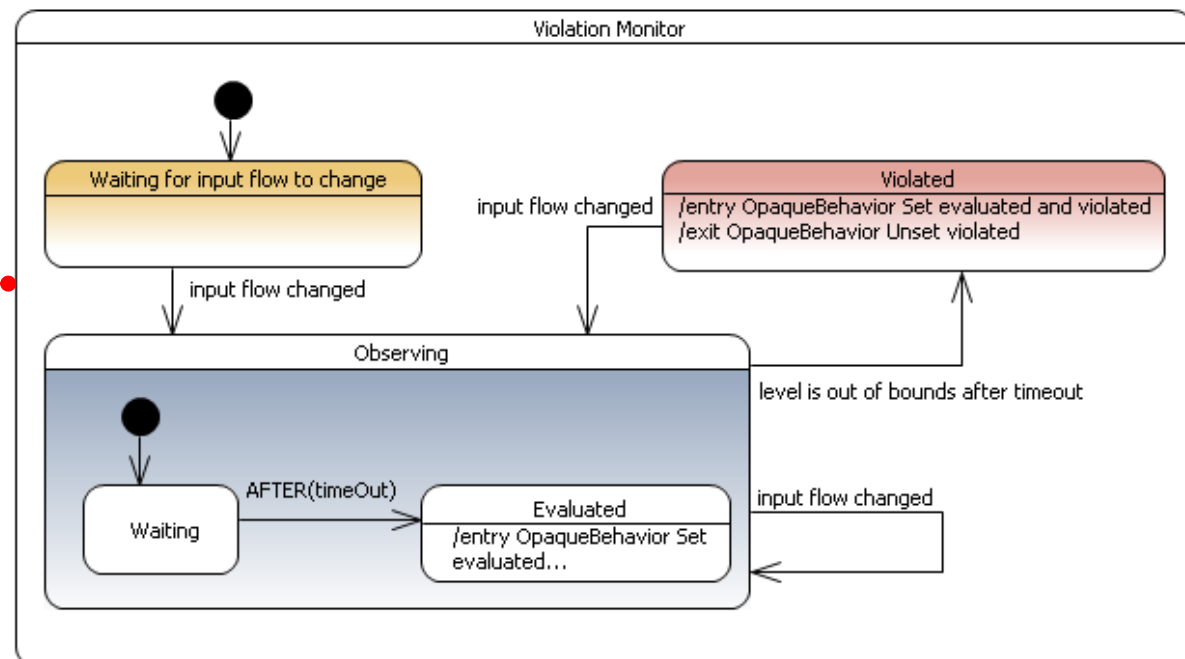 Violation Monitor
Waiting for input flow to change
Violated
/entry OpaqueBehavior Set evaluated and violated
/exit OpaqueBehavior Unset violated
input flow changed
input flow changed
Observing
level is out of bounds after timeout
AFTER(timeOut)
input flow changed
Waiting
Evaluated
/entry OpaqueBehavior Set
evaluated...